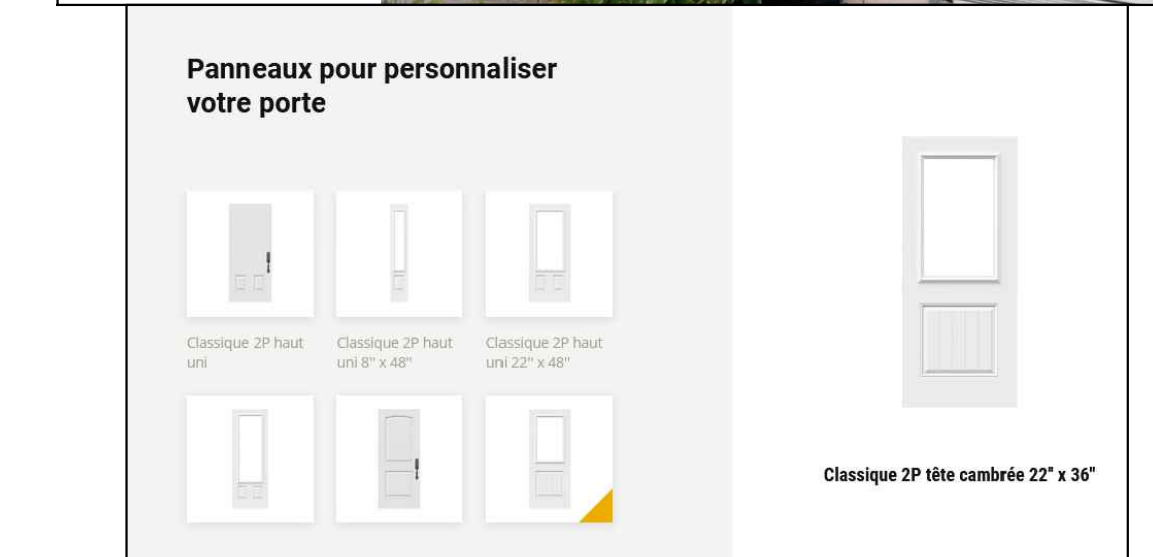 Panneaux pour personnaliser
votre porte
Classique 2P haut
uni
Classique 2P haut
uni 8" x 48"
Classique 2P haut
uni 22" x 48"
Classique 2P tête cambrée 22" x 36"